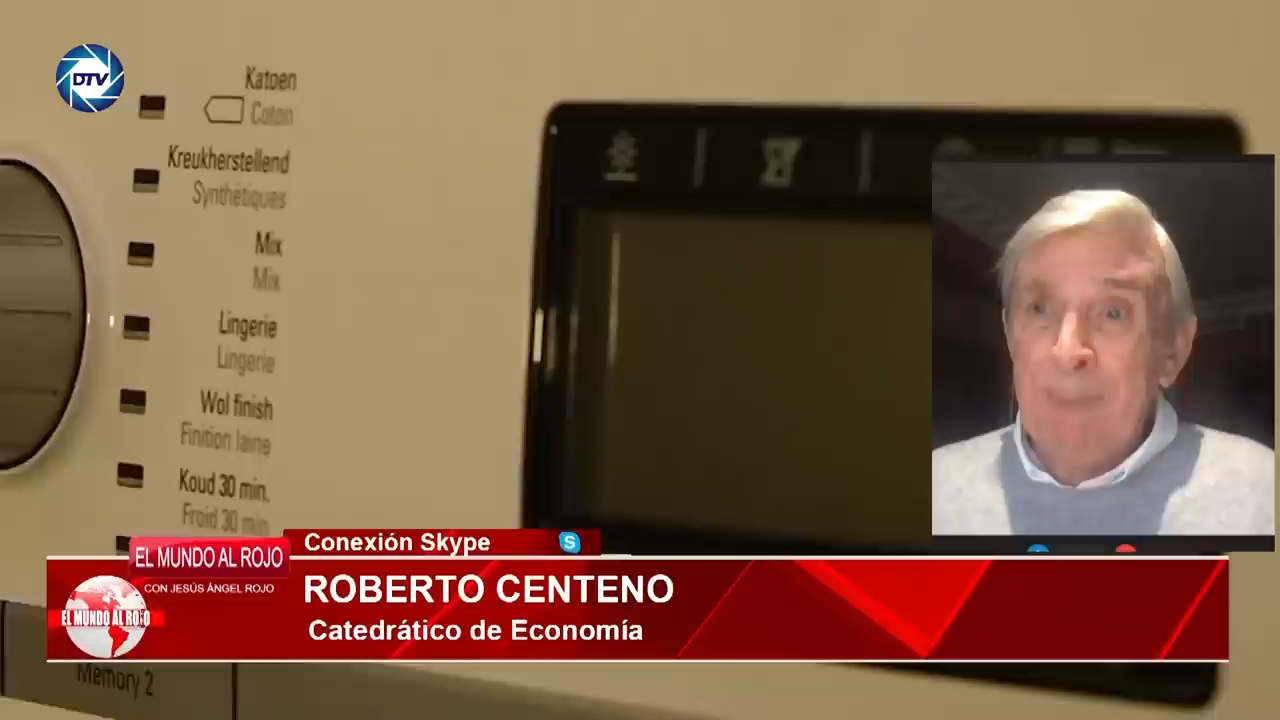 DTV
Katoen
Coton
Kreukherstellend
Synthétiques
Mix
Mix
Lingerie
Lingerie
Wol finish
Finition laine
Koud 30 min.
Froid 30 min
Conexión Skype
EL MUNDO AL ROJO
CON JESÚS ÁNGEL ROJO
ROBERTO CENTENO
EL MUNDO AL ROJO
Catedrático de Economía
Memory 2